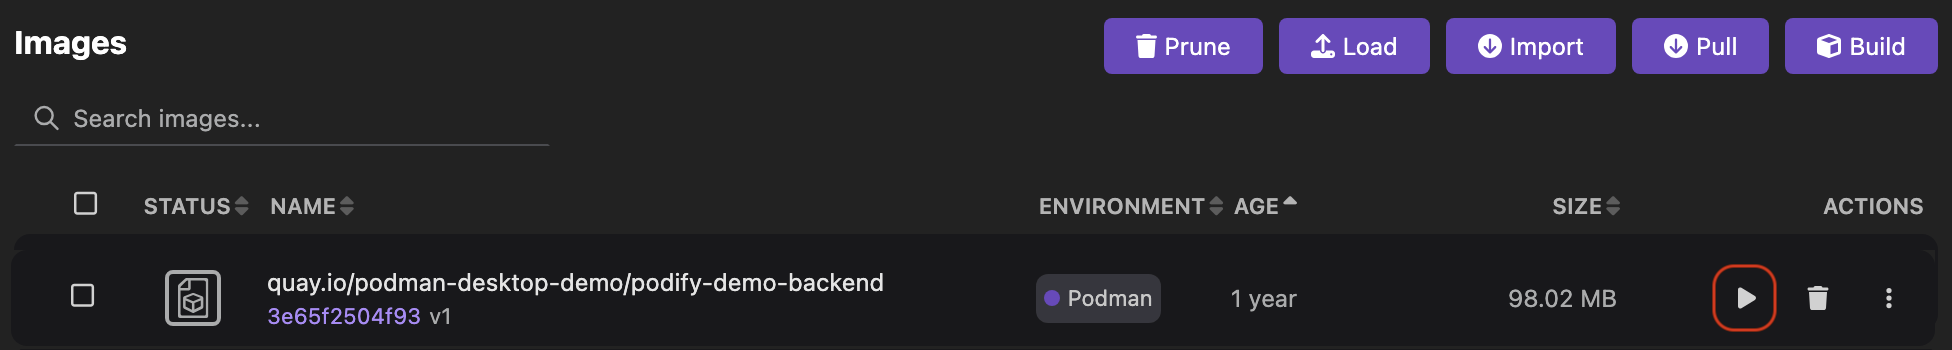 Images
Prune
Load
Import
Pull
Build
Search images...
STATUS NAME ENVIRONMENT AGE SIZE ACTIONS
quay.io/podman-desktop-demo/podify-demo-backend
3e65f2504f93 v1
Podman
1 year
98.02 MB